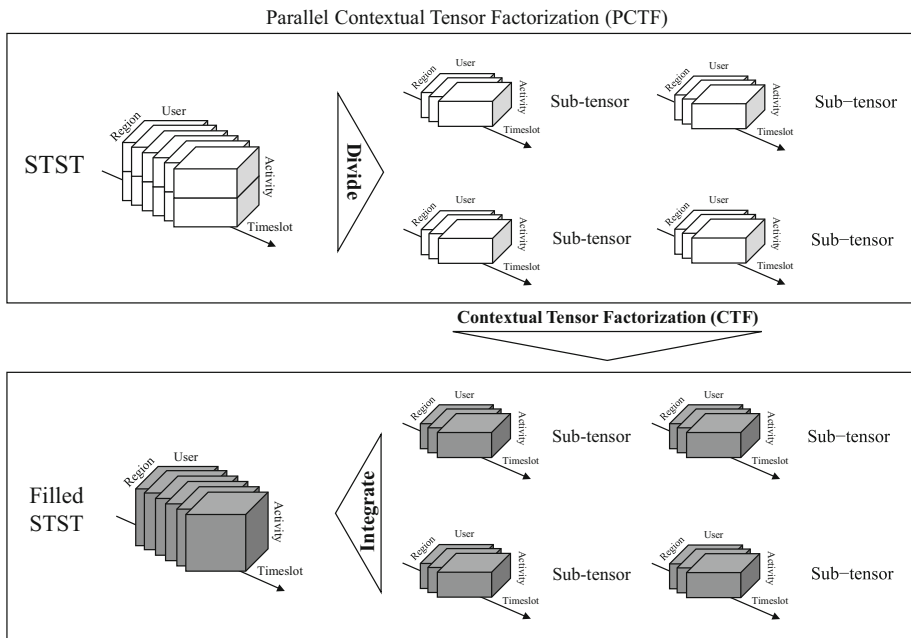 Parallel Contextual Tensor Factorization (PCTF)
STST
Region
User
Activity
Timeslot
Divide
Region
User
Activity
Timeslot
Sub-tensor
Region
User
Activity
Timeslot
Sub−tensor
Region
User
Activity
Timeslot
Sub-tensor
Region
User
Activity
Timeslot
Sub−tensor
Contextual Tensor Factorization (CTF)
Filled
STST
Region
User
Activity
Timeslot
Integrate
Region
User
Activity
Timeslot
Sub-tensor
Region
User
Activity
Timeslot
Sub−tensor
Region
User
Activity
Timeslot
Sub-tensor
Region
User
Activity
Timeslot
Sub−tensor